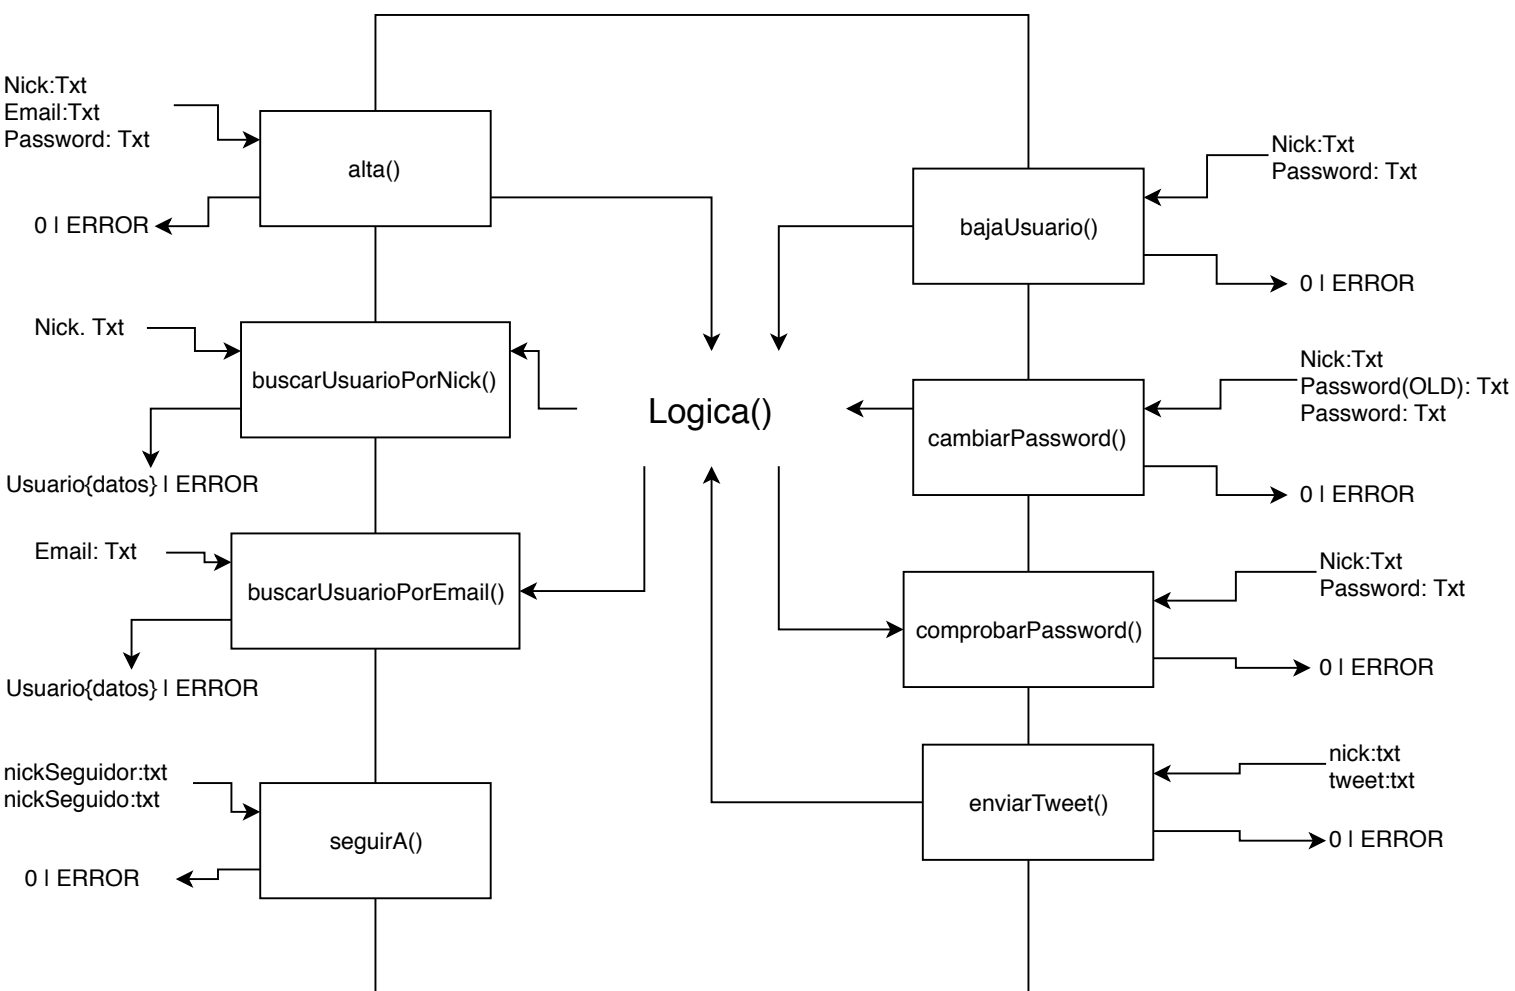 Nick:Txt
Email:Txt
Password: Txt
alta()
0 | ERROR
Nick. Txt
buscarUsuarioPorNick()
Usuario{datos} | ERROR
Email: Txt
buscarUsuarioPorEmail()
Usuario{datos} | ERROR
nickSeguidor:txt
nickSeguido:txt
seguirA()
0 | ERROR
Logica()
Nick:Txt
Password: Txt
bajaUsuario()
0 | ERROR
Nick:Txt
Password(OLD): Txt
Password: Txt
cambiarPassword()
0 | ERROR
Nick:Txt
Password: Txt
comprobarPassword()
0 | ERROR
nick:txt
tweet:txt
enviarTweet()
0 | ERROR